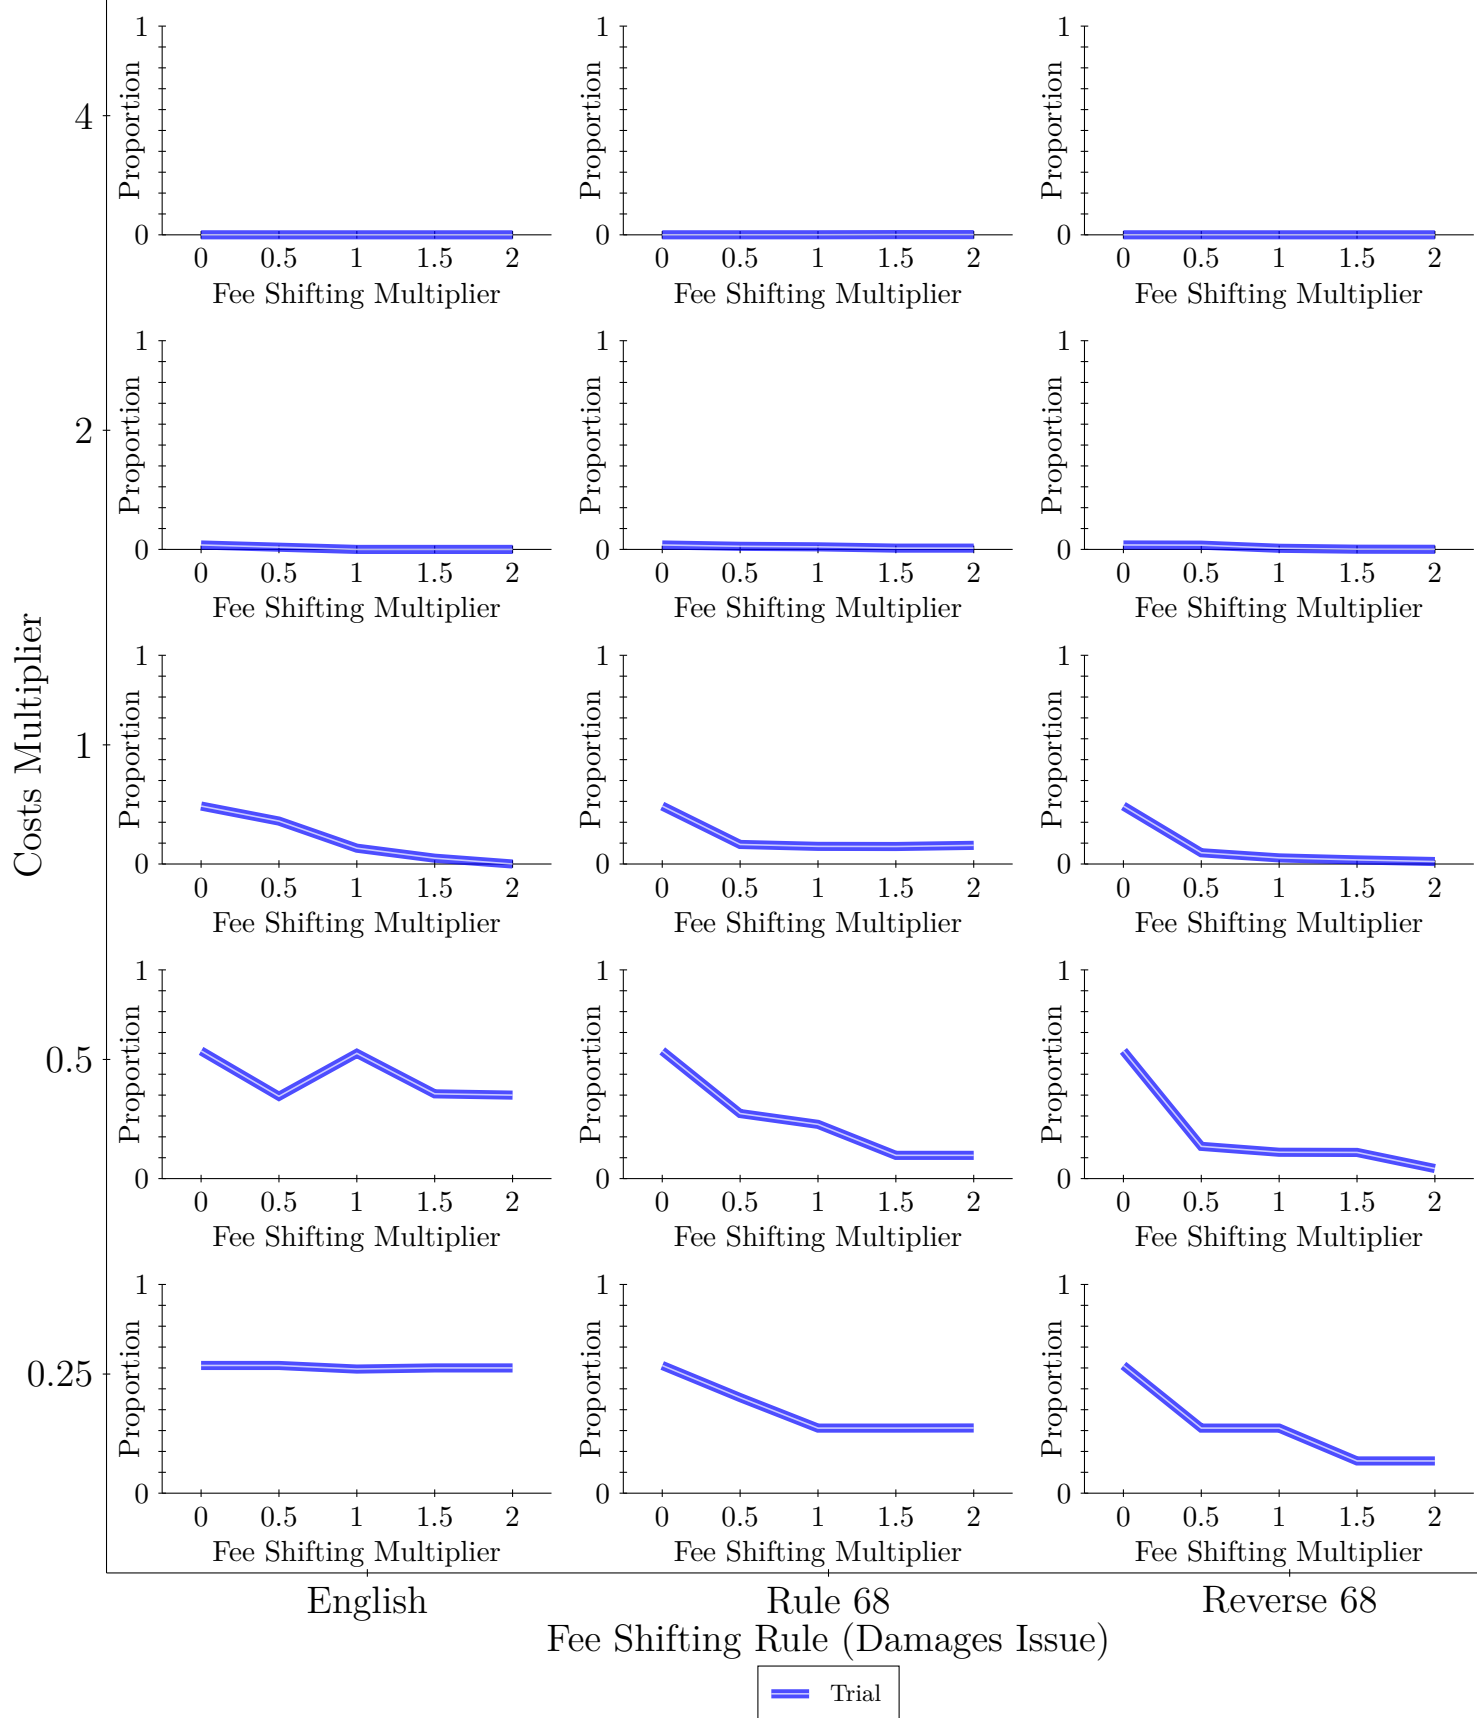 Costs Multiplier
4
1
Proportion
0
0 0.5 1 1.5 2
Fee Shifting Multiplier
1
Proportion
0
0 0.5 1 1.5 2
Fee Shifting Multiplier
1
Proportion
0
0 0.5 1 1.5 2
Fee Shifting Multiplier
2
1
Proportion
0
0 0.5 1 1.5 2
Fee Shifting Multiplier
1
Proportion
0
0 0.5 1 1.5 2
Fee Shifting Multiplier
1
Proportion
0
0 0.5 1 1.5 2
Fee Shifting Multiplier
1
1
Proportion
0
0 0.5 1 1.5 2
Fee Shifting Multiplier
1
Proportion
0
0 0.5 1 1.5 2
Fee Shifting Multiplier
1
Proportion
0
0 0.5 1 1.5 2
Fee Shifting Multiplier
0.5
1
Proportion
0
0 0.5 1 1.5 2
Fee Shifting Multiplier
1
Proportion
0
0 0.5 1 1.5 2
Fee Shifting Multiplier
1
Proportion
0
0 0.5 1 1.5 2
Fee Shifting Multiplier
0.25
1
Proportion
0
0 0.5 1 1.5 2
Fee Shifting Multiplier
1
Proportion
0
0 0.5 1 1.5 2
Fee Shifting Multiplier
1
Proportion
0
0 0.5 1 1.5 2
Fee Shifting Multiplier
English Rule 68 Reverse 68
Fee Shifting Rule (Damages Issue)
Trial